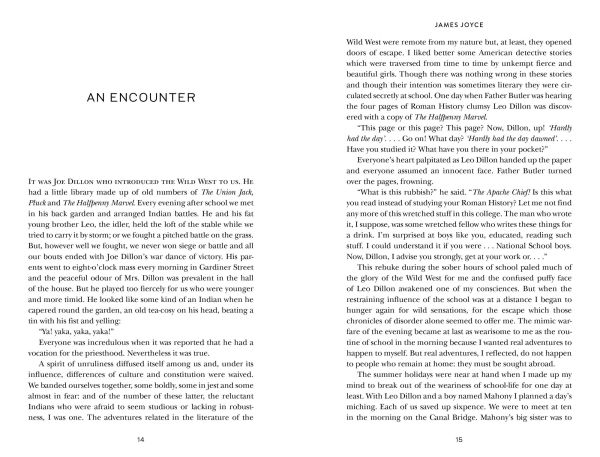 AN ENCOUNTER
It was Joe Dillon who introduced the Wild West to us. He
had a little library made up of old numbers of The Union Jack,
Pluck and The Halfpenny Marvel. Every evening after school we met
in his back garden and arranged Indian battles. He and his fat
young brother Leo, the idler, held the loft of the stable while we
tried to carry it by storm; or we fought a pitched battle on the grass.
But, however well we fought, we never won siege or battle and all
our bouts ended with Joe Dillon's war dance of victory. His par-
ents went to eight-o'clock mass every morning in Gardiner Street
and the peaceful odour of Mrs. Dillon was prevalent in the hall
of the house. But he played too fiercely for us who were younger
and more timid. He looked like some kind of an Indian when he
capered round the garden, an old tea-cosy on his head, beating a
tin with his fist and yelling:
"Ya! yaka, yaka, yaka!"
Everyone was incredulous when it was reported that he had a
vocation for the priesthood. Nevertheless it was true.
A spirit of unruliness diffused itself among us and, under its
influence, differences of culture and constitution were waived.
We banded ourselves together, some boldly, some in jest and some
almost in fear: and of the number of these latter, the reluctant
Indians who were afraid to seem studious or lacking in robust-
ness, I was one. The adventures related in the literature of the
14
JAMES JOYCE
Wild West were remote from my nature but, at least, they opened
doors of escape. I liked better some American detective stories
which were traversed from time to time by unkempt fierce and
beautiful girls. Though there was nothing wrong in these stories
and though their intention was sometimes literary they were cir-
culated secretly at school. One day when Father Butler was hearing
the four pages of Roman History clumsy Leo Dillon was discov-
ered with a copy of The Halfpenny Marvel.
"This page or this page? This page? Now, Dillon, up! 'Hardly
had the day'. . . . Go on! What day? 'Hardly had the day dawned'. . . .
Have you studied it? What have you there in your pocket?"
Everyone's heart palpitated as Leo Dillon handed up the paper
and everyone assumed an innocent face. Father Butler turned
over the pages, frowning.
"What is this rubbish?" he said. "The Apache Chief! Is this what
you read instead of studying your Roman History? Let me not find
any more of this wretched stuff in this college. The man who wrote
it, I suppose, was some wretched fellow who writes these things for
a drink. I'm surprised at boys like you, educated, reading such
stuff. I could understand it if you were . . . National School boys.
Now, Dillon, I advise you strongly, get at your work or. . . ."
This rebuke during the sober hours of school paled much of
the glory of the Wild West for me and the confused puffy face
of Leo Dillon awakened one of my consciences. But when the
restraining influence of the school was at a distance I began to
hunger again for wild sensations, for the escape which those
chronicles of disorder alone seemed to offer me. The mimic war-
fare of the evening became at last as wearisome to me as the rou-
tine of school in the morning because I wanted real adventures to
happen to myself. But real adventures, I reflected, do not happen
to people who remain at home: they must be sought abroad.
The summer holidays were near at hand when I made up my
mind to break out of the weariness of school-life for one day at
least. With Leo Dillon and a boy named Mahony I planned a day's
miching. Each of us saved up sixpence. We were to meet at ten
in the morning on the Canal Bridge. Mahony's big sister was to
15